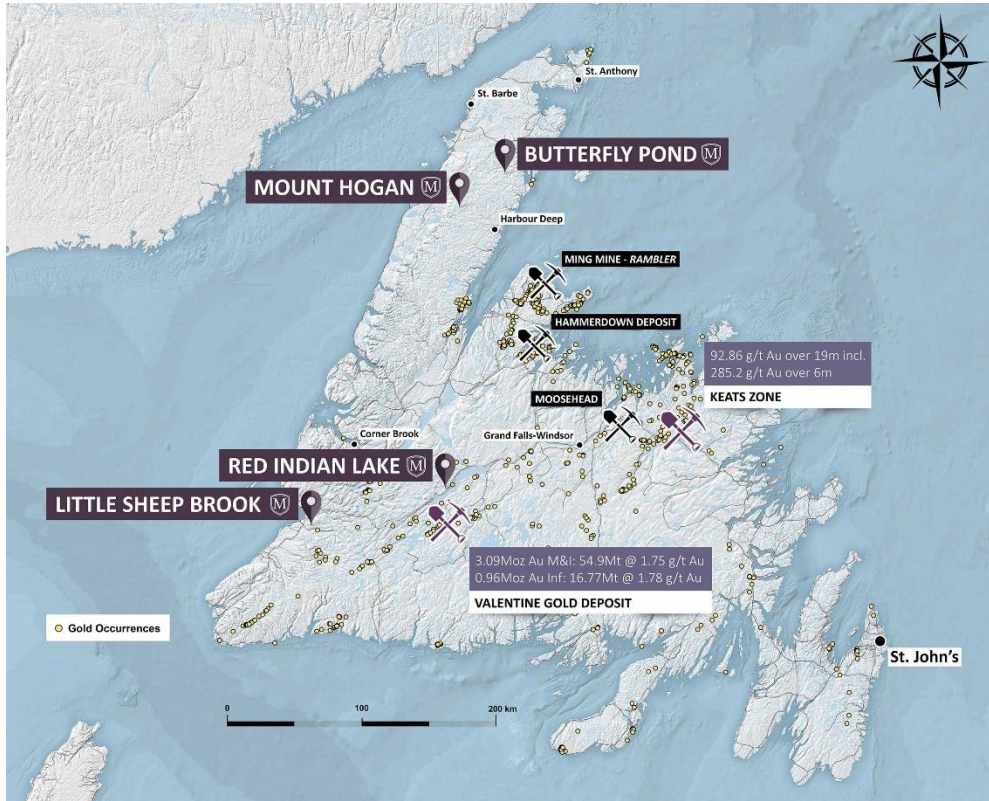 St. Anthony
St. Barbe
BUTTERFLY POND M
MOUNT HOGAN M
Harbour Deep
MING MINE - RAMBLER
HAMMERDOWN DEPOSIT
92.86 g/t Au over 19m incl.
285.2 g/t Au over 6m
KEATS ZONE
MOOSEHEAD
Corner Brook
Grand Falls-Windsor
RED INDIAN LAKE M
LITTLE SHEEP BROOK M
3.09Moz Au M&I: 54.9Mt @ 1.75 g/t Au
0.96Moz Au Inf: 16.77Mt @ 1.78 g/t Au
VALENTINE GOLD DEPOSIT
Gold Occurrences
St. John's
0 100 200 km